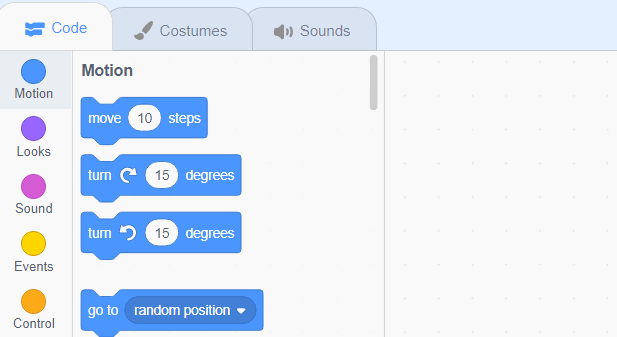 Code Costumes Sounds
Motion
Looks
Sound
Events
Control
Motion
move 10 steps
turn 15 degrees
turn 15 degrees
go to random position